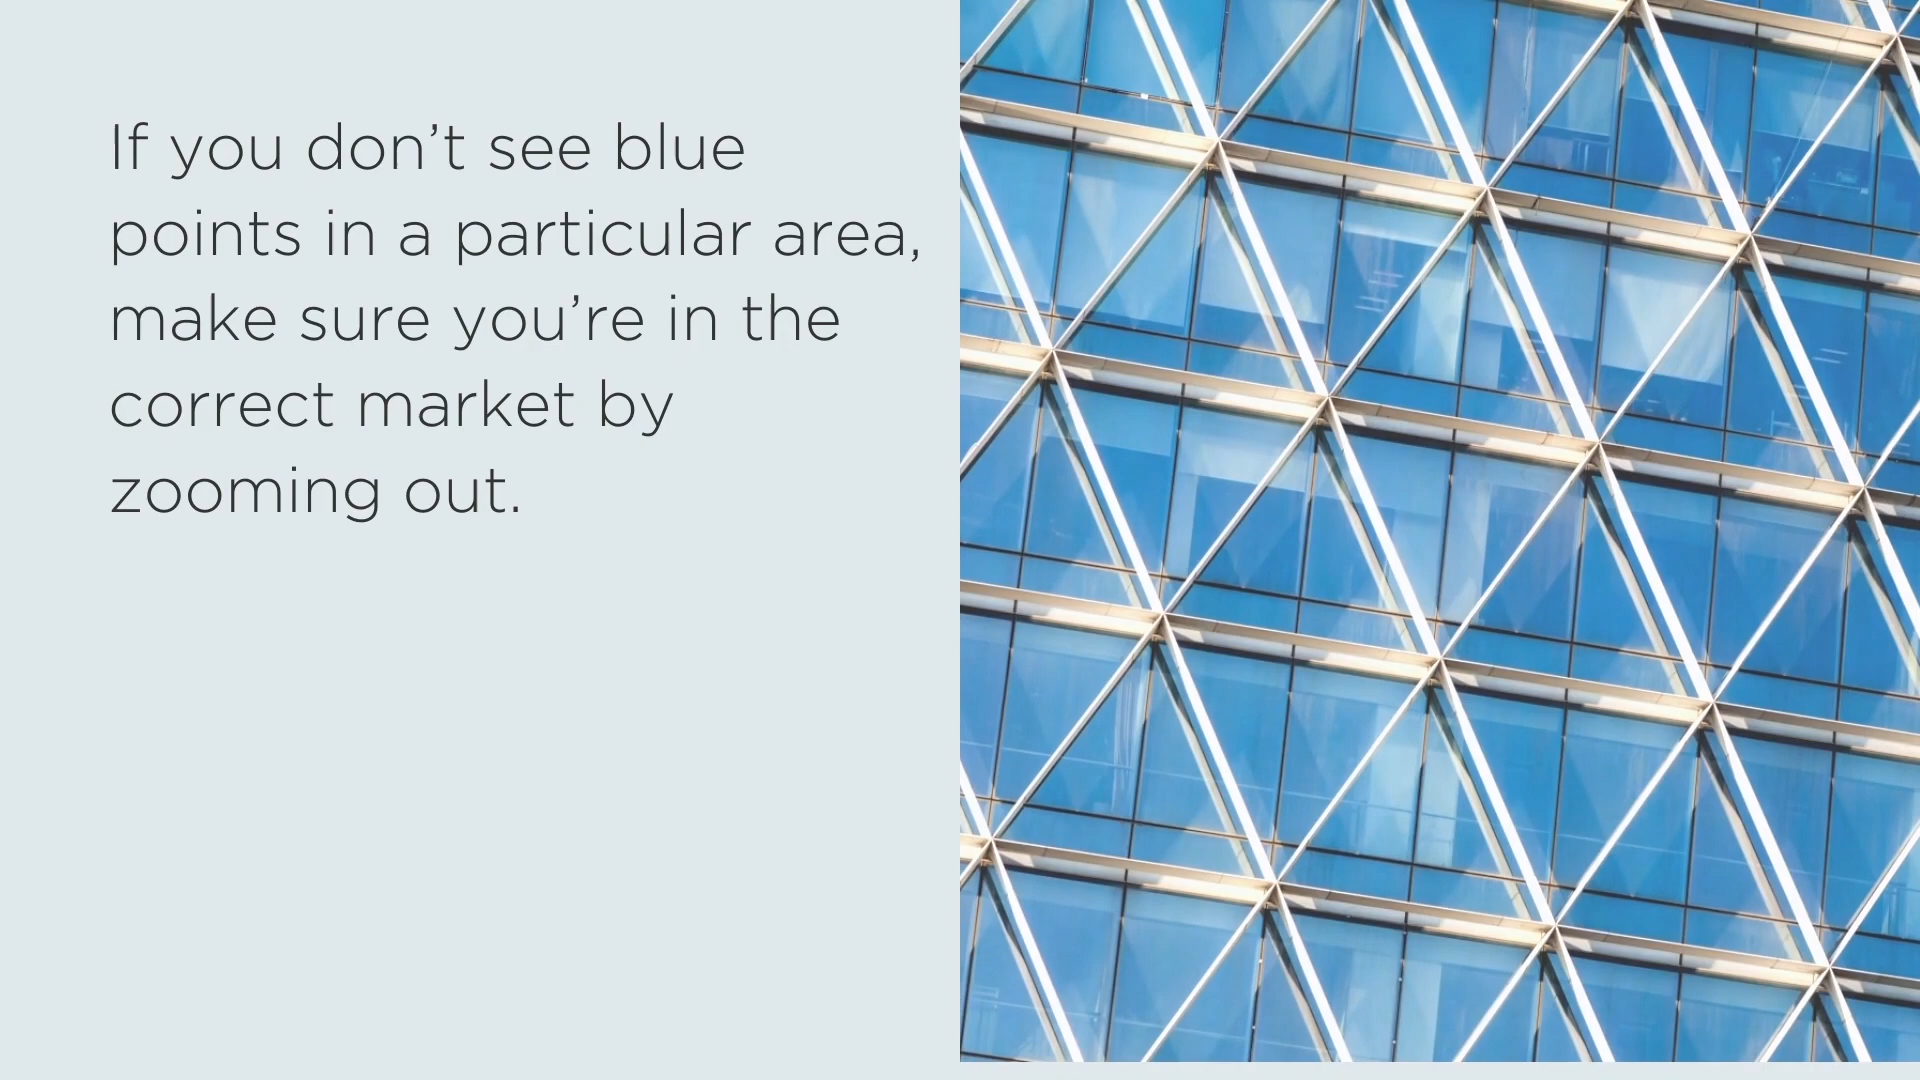 If you don’t see blue
points in a particular area,
make sure you’re in the
correct market by
zooming out.